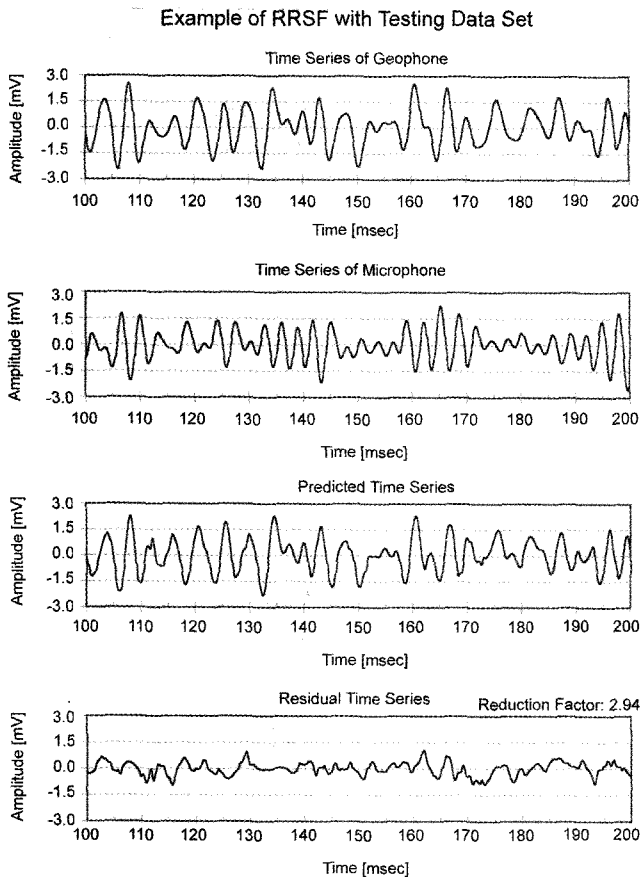 Example of RRSF with Testing Data Set
Time Series of Geophone
Amplitude [mV]
3.0
1.5
0.0
-1.5
-3.0
100 110 120 130 140 150 160 170 180 190 200
Time [msec]
Time Series of Microphone
Amplitude [mV]
3.0
1.5
0.0
-1.5
-3.0
100 110 120 130 140 150 160 170 180 190 200
Time [msec]
Predicted Time Series
Amplitude [mV]
3.0
1.5
0.0
-1.5
-3.0
100 110 120 130 140 150 160 170 180 190 200
Time [msec]
Residual Time Series Reduction Factor: 2.94
Amplitude [mV]
3.0
1.5
0.0
-1.5
-3.0
100 110 120 130 140 150 160 170 180 190 200
Time [msec]